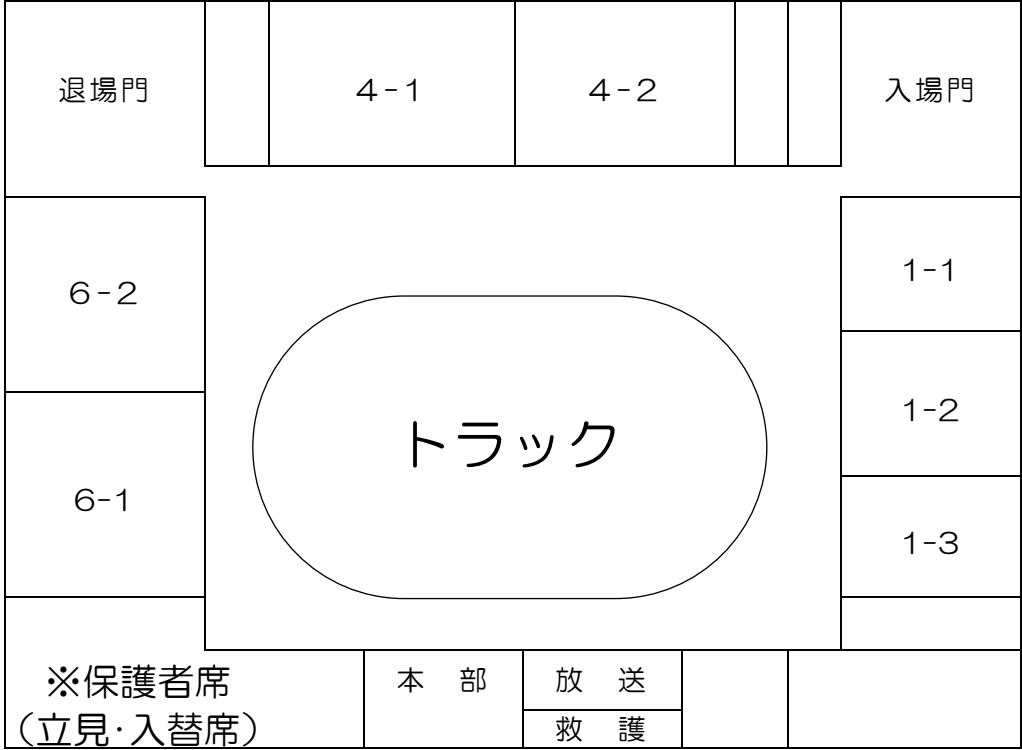 退場門
４-１
４-２
入場門
６-２
１-１
１-２
トラック
６-１
１-３
※保護者席
（立見・入替席）
本　部
放　送
救　護